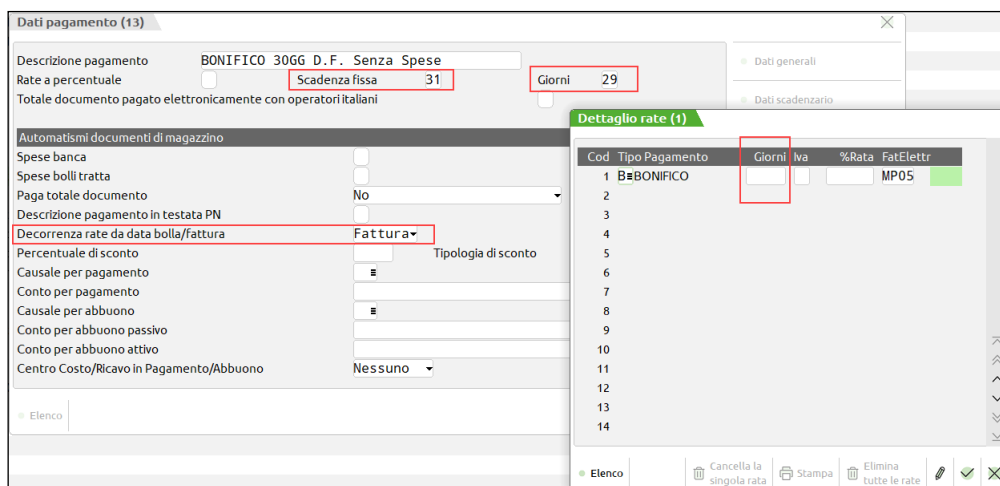 Dati pagamento (13)
Descrizione pagamento BONIFICO 30GG D.F. Senza Spese
Rate a percentuale Scadenza fissa 31 Giorni 29
Totale documento pagato elettronicamente con operatori italiani
Automatismi documenti di magazzino
Spese banca
Spese bolli tratta
Paga totale documento No
Descrizione pagamento in testata PN
Decorrenza rate da data bolla/fattura Fattura
Percentuale di sconto Tipologia di sconto
Causale per pagamento
Conto per pagamento
Causale per abbuono
Conto per abbuono passivo
Conto per abbuono attivo
Centro Costo/Ricavo in Pagamento/Abbuono Nessuno
Elenco
Dati generali
Dati scadenzario
Dettaglio rate (1)
Cod Tipo Pagamento Giorni Iva %Rata FatElettr
1 B BONIFICO MP05
2
3
4
5
6
7
8
9
10
11
12
13
14
Elenco Cancella la singola rata Stampa Elimina tutte le rate